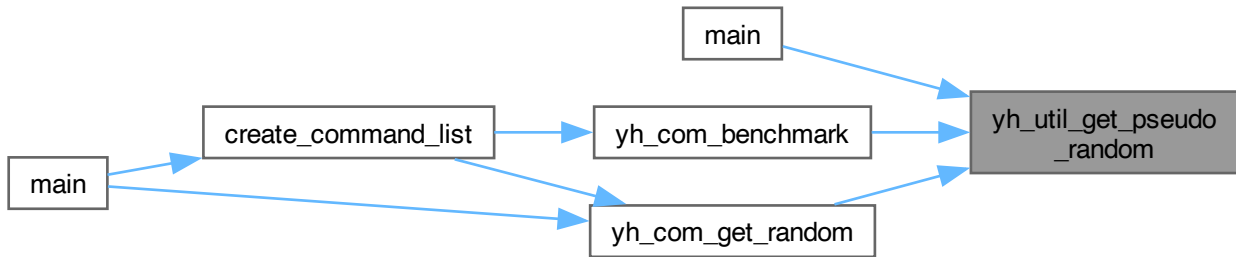 main
yh_util_get_pseudo
_random
create_command_list
yh_com_benchmark
main
yh_com_get_random